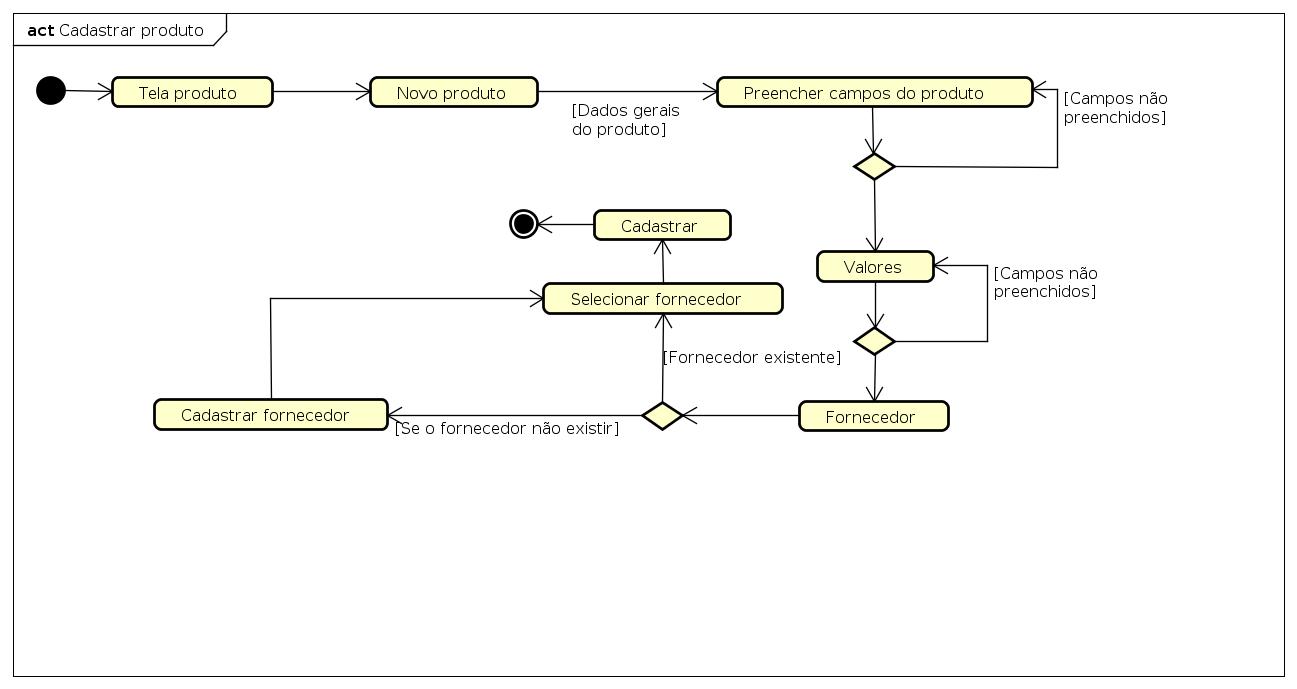 act Cadastrar produto
Tela produto
Novo produto
[Dados gerais
do produto]
Preencher campos do produto
[Campos não
preenchidos]
Cadastrar
Valores
[Campos não
preenchidos]
Selecionar fornecedor
[Fornecedor existente]
Cadastrar fornecedor
[Se o fornecedor não existir]
Fornecedor